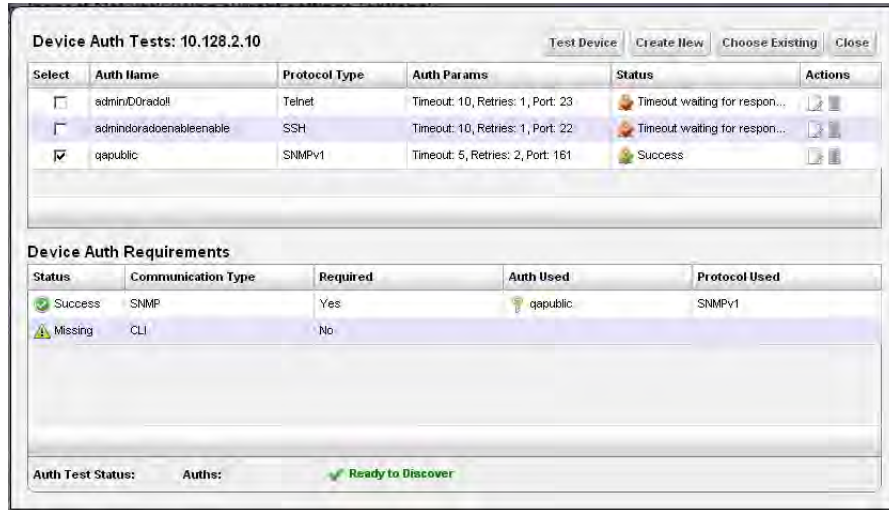 Device Auth Tests: 10.128.2.10
Test Device Create New Choose Existing Close
Select Auth Name Protocol Type Auth Params Status Actions
admin/D0radoll Telnet Timeout: 10, Retries: 1, Port: 23 Timeout waiting for respon...
admindoradoenableenable SSH Timeout: 10, Retries: 1, Port: 22 Timeout waiting for respon...
qapublic SNMPv1 Timeout: 5, Retries: 2, Port: 161 Success
Device Auth Requirements
Status Communication Type Required Auth Used Protocol Used
Success SNMP Yes qapublic SNMPv1
Missing CLI No
Auth Test Status: Auths: Ready to Discover